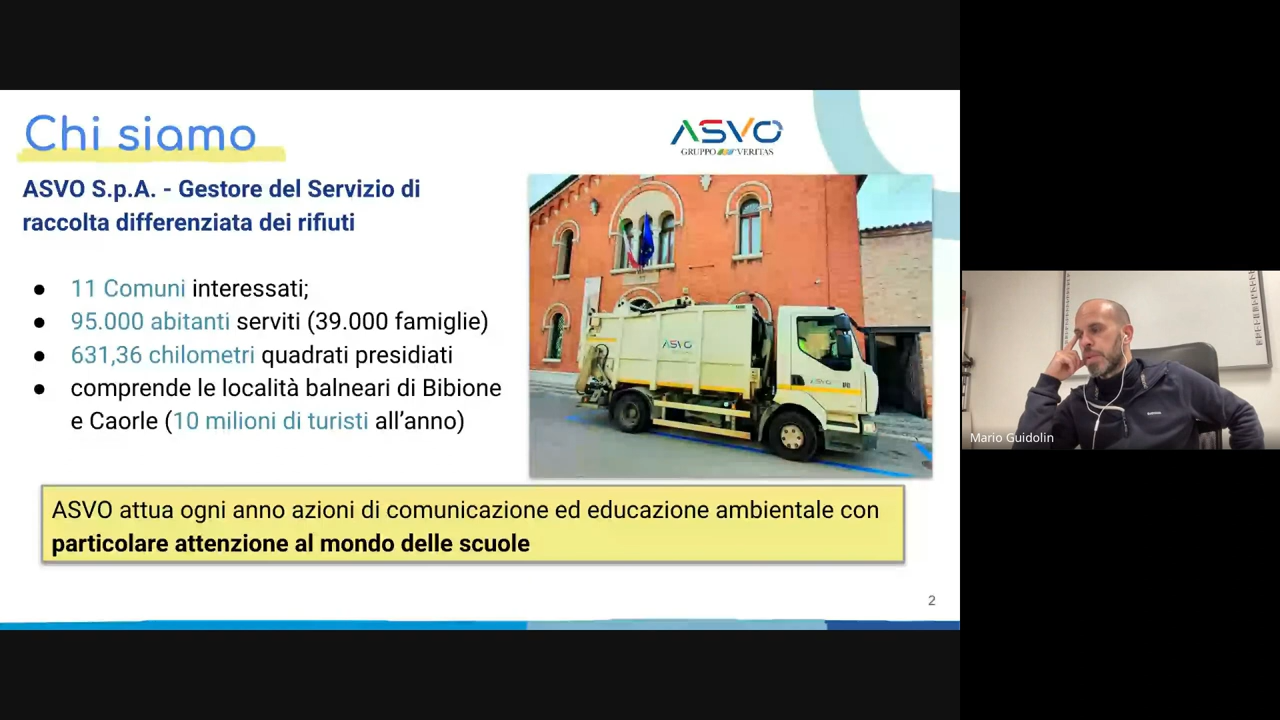 Chi siamo
ASVO
GRUPPO VERITAS
ASVO S.p.A. - Gestore del Servizio di
raccolta differenziata dei rifiuti
● 11 Comuni interessati;
● 95.000 abitanti serviti (39.000 famiglie)
● 631,36 chilometri quadrati presidiati
● comprende le località balneari di Bibione
e Caorle (10 milioni di turisti all’anno)
ASVO
ASVO
ASVO attua ogni anno azioni di comunicazione ed educazione ambientale con
particolare attenzione al mondo delle scuole
2
Mario Guidolin